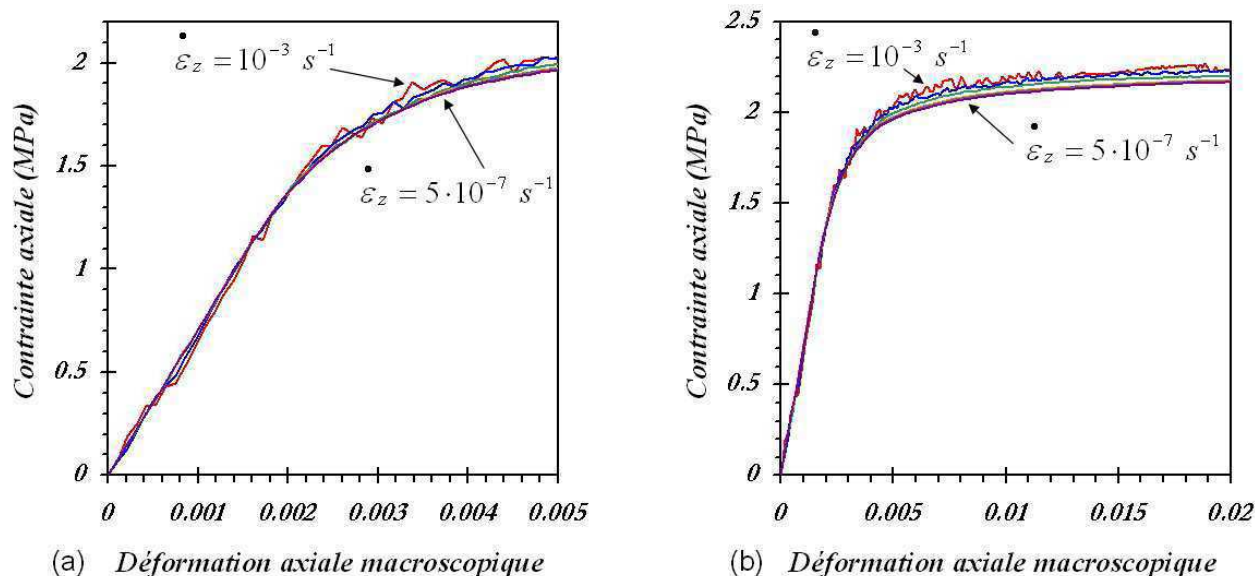 Contrainte axiale (MPa)
2
1.5
1
0.5
0
ε̇z = 10⁻³ s⁻¹
ε̇z = 5·10⁻⁷ s⁻¹
0 0.001 0.002 0.003 0.004 0.005
(a) Déformation axiale macroscopique
Contrainte axiale (MPa)
2.5
2
1.5
1
0.5
0
ε̇z = 10⁻³ s⁻¹
ε̇z = 5·10⁻⁷ s⁻¹
0 0.005 0.01 0.015 0.02
(b) Déformation axiale macroscopique